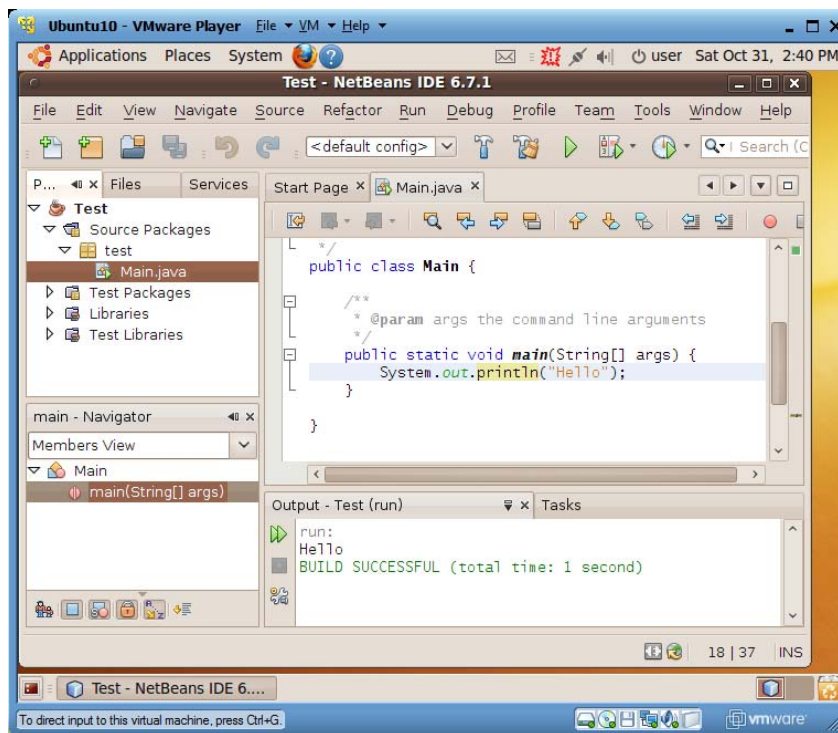 Ubuntu10 - VMware Player File VM Help
Applications Places System user Sat Oct 31, 2:40 PM
Test - NetBeans IDE 6.7.1
File Edit View Navigate Source Refactor Run Debug Profile Team Tools Window Help
<default config> Search (C
P... Files Services
Test
Source Packages
test
Main.java
Test Packages
Libraries
Test Libraries
Start Page Main.java
*/
public class Main {
/**
* @param args the command line arguments
*/
public static void main(String[] args) {
System.out.println("Hello");
}
}
main - Navigator
Members View
Main
main(String[] args)
Output - Test (run) Tasks
run:
Hello
BUILD SUCCESSFUL (total time: 1 second)
18 | 37 INS
Test - NetBeans IDE 6....
To direct input to this virtual machine, press Ctrl+G.
vmware